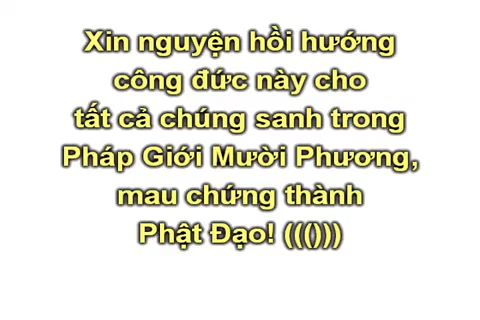 Xin nguyện hồi hướng
công đức này cho
tất cả chúng sanh trong
Pháp Giới Mười Phương,
mau chứng thành
Phật Đạo! ((()))